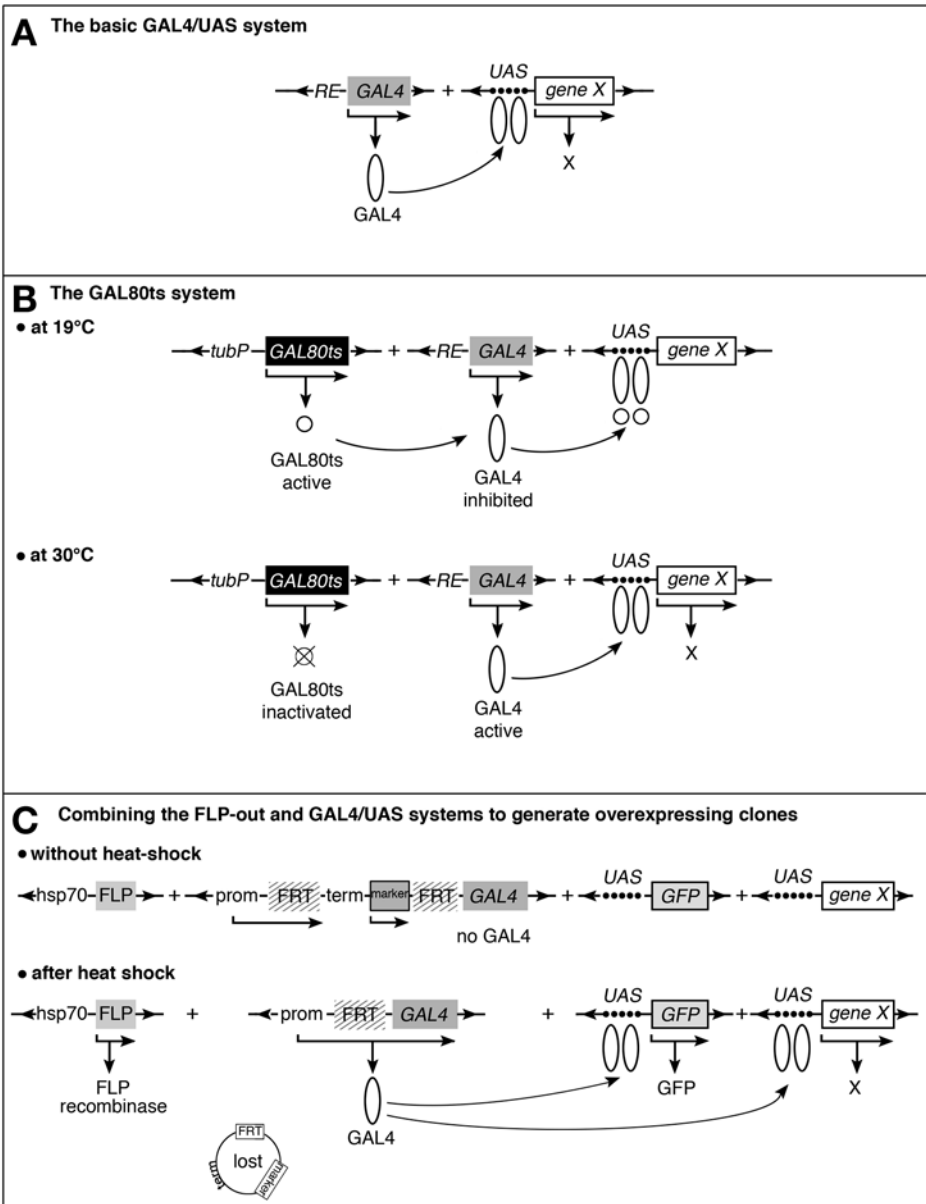 A The basic GAL4/UAS system
UAS
RE GAL4 + gene X
X
GAL4
B The GAL80ts system
• at 19°C
UAS
tubP GAL80ts + RE GAL4 + gene X
GAL80ts
active
GAL4
inhibited
• at 30°C
UAS
tubP GAL80ts + RE GAL4 + gene X
X
GAL80ts
inactivated
GAL4
active
C Combining the FLP-out and GAL4/UAS systems to generate overexpressing clones
• without heat-shock
UAS UAS
hsp70 FLP + prom FRT term marker FRT GAL4 + GFP + gene X
no GAL4
• after heat shock
UAS UAS
hsp70 FLP + prom FRT GAL4 + GFP + gene X
FLP
recombinase
GFP X
GAL4
FRT
lost
term
marker